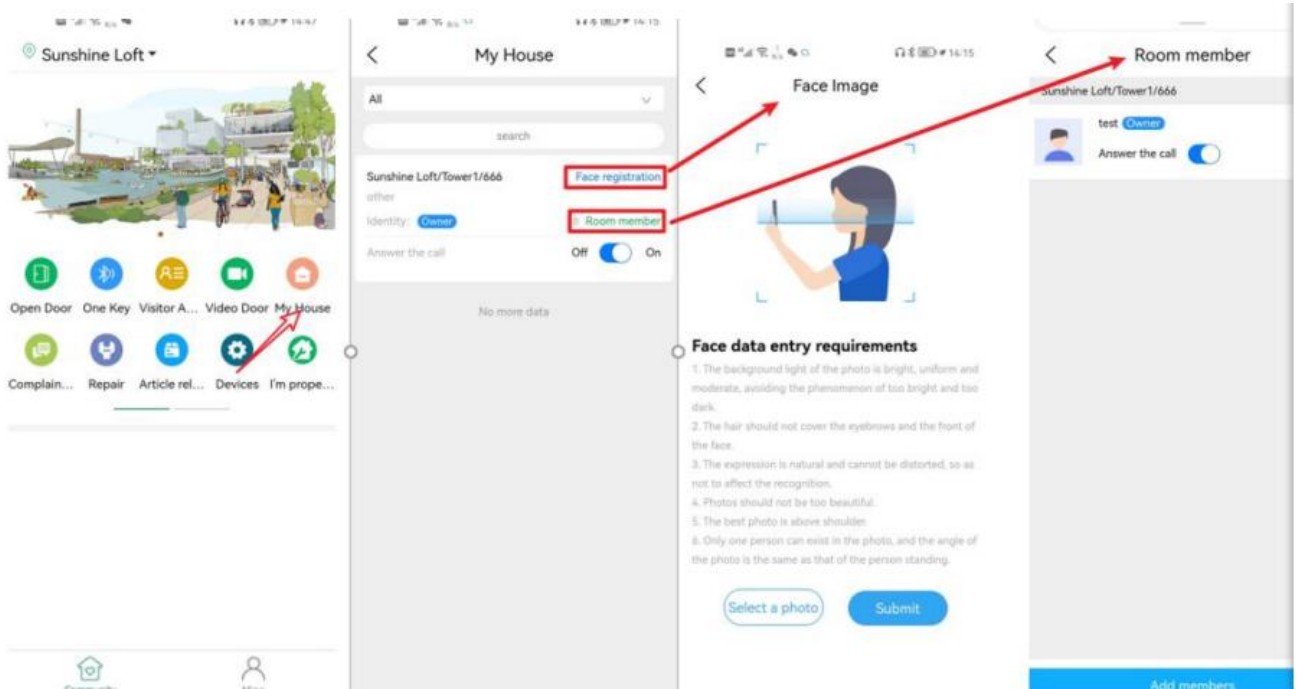 14:47
Sunshine Loft
Open Door
One Key
Visitor A...
Video Door
My House
Complain...
Repair
Article rel...
Devices
I'm prope...
14:15
My House
All
search
Sunshine Loft/Tower1/666
Face registration
other
Identity:
Owner
Room member
Answer the call
Off
On
No more data
14:15
Face Image
Face data entry requirements
1. The background light of the photo is bright, uniform and
moderate, avoiding the phenomenon of too bright and too
dark.
2. The hair should not cover the eyebrows and the front of
the face.
3. The expression is natural and cannot be distorted, so as
not to affect the recognition.
4. Photos should not be too beautiful.
5. The best photo is above shoulder.
6. Only one person can exist in the photo, and the angle of
the photo is the same as that of the person standing.
Select a photo
Submit
Room member
Sunshine Loft/Tower1/666
test
Owner
Answer the call
Add members